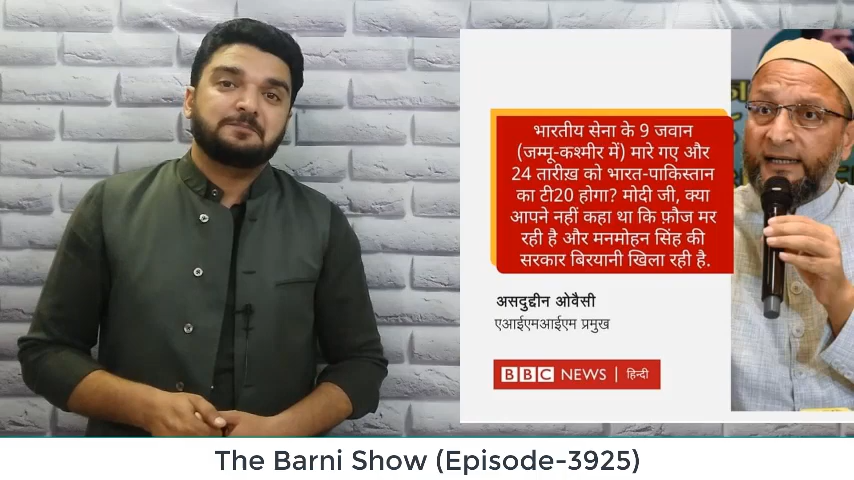 भारतीय सेना के 9 जवान
(जम्मू-कश्मीर में) मारे गए और
24 तारीख़ को भारत-पाकिस्तान
का टी20 होगा? मोदी जी, क्या
आपने नहीं कहा था कि फ़ौज मर
रही है और मनमोहन सिंह की
सरकार बिरयानी खिला रही है.
असदुद्दीन ओवैसी
एआईएमआईएम प्रमुख
BBC NEWS | हिन्दी
The Barni Show (Episode-3925)